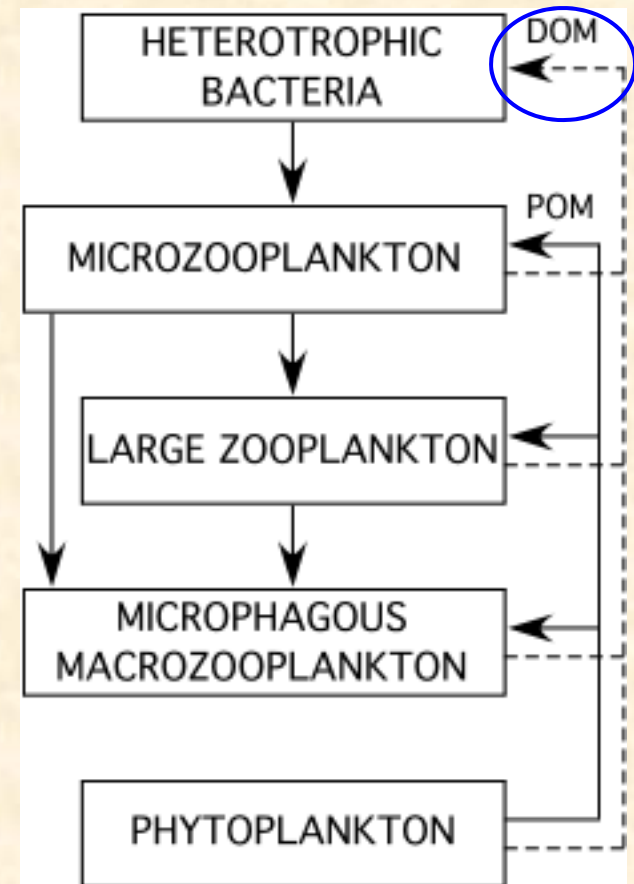 HETEROTROPHIC
BACTERIA
DOM
POM
MICROZOOPLANKTON
LARGE ZOOPLANKTON
MICROPHAGOUS
MACROZOOPLANKTON
PHYTOPLANKTON